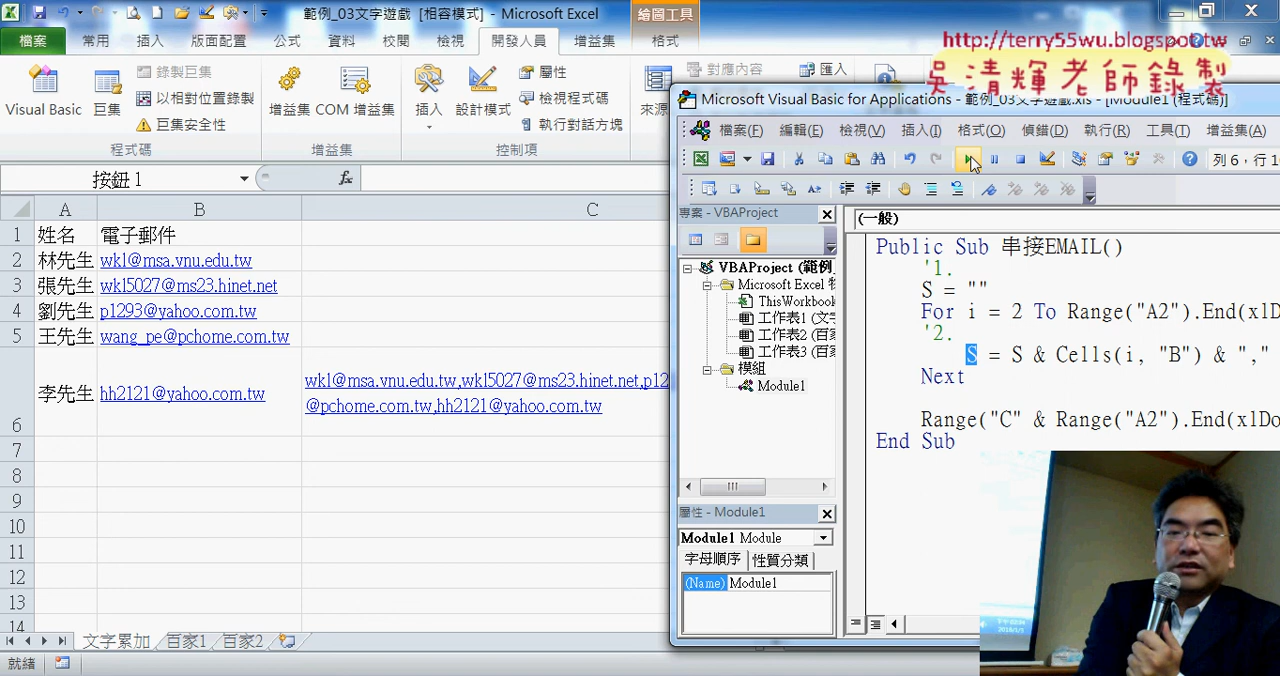 範例_03文字遊戲 [相容模式] - Microsoft Excel
繪圖工具
檔案 常用 插入 版面配置 公式 資料 校閱 檢視 開發人員 增益集 格式
http://terry55wu.blogspot.tw
吳清輝老師錄製
Visual Basic 巨集 錄製巨集 以相對位置錄製 巨集安全性
增益集 COM 增益集 插入 設計模式 屬性 檢視程式碼 執行對話方塊
對應內容 匯入
程式碼 增益集 控制項
Microsoft Visual Basic for Applications - 範例_03文字遊戲.xls - [Module1 (程式碼)]
檔案(F) 編輯(E) 檢視(V) 插入(I) 格式(O) 偵錯(D) 執行(R) 工具(T) 增益集(A)
列 6, 行 1
按鈕 1
fx
A B C
1 姓名 電子郵件
2 林先生 wkl@msa.vnu.edu.tw
3 張先生 wkl5027@ms23.hinet.net
4 劉先生 p1293@yahoo.com.tw
5 王先生 wang_pe@pchome.com.tw
6 李先生 hh2121@yahoo.com.tw
wkl@msa.vnu.edu.tw,wkl5027@ms23.hinet.net,p12
@pchome.com.tw,hh2121@yahoo.com.tw
7
8
9
10
11
12
13
14
文字累加 百家1 百家2
就緒
專案 - VBAProject
VBAProject (範例_
Microsoft Excel 物
ThisWorkbook
工作表1 (文字
工作表2 (百家
工作表3 (百家
模組
Module1
屬性 - Module1
Module1 Module
字母順序 性質分類
(Name) Module1
(一般)
Public Sub 串接EMAIL()
'1.
S = ""
For i = 2 To Range("A2").End(xlD
'2.
S = S & Cells(i, "B") & ","
Next
Range("C" & Range("A2").End(xlDo
End Sub